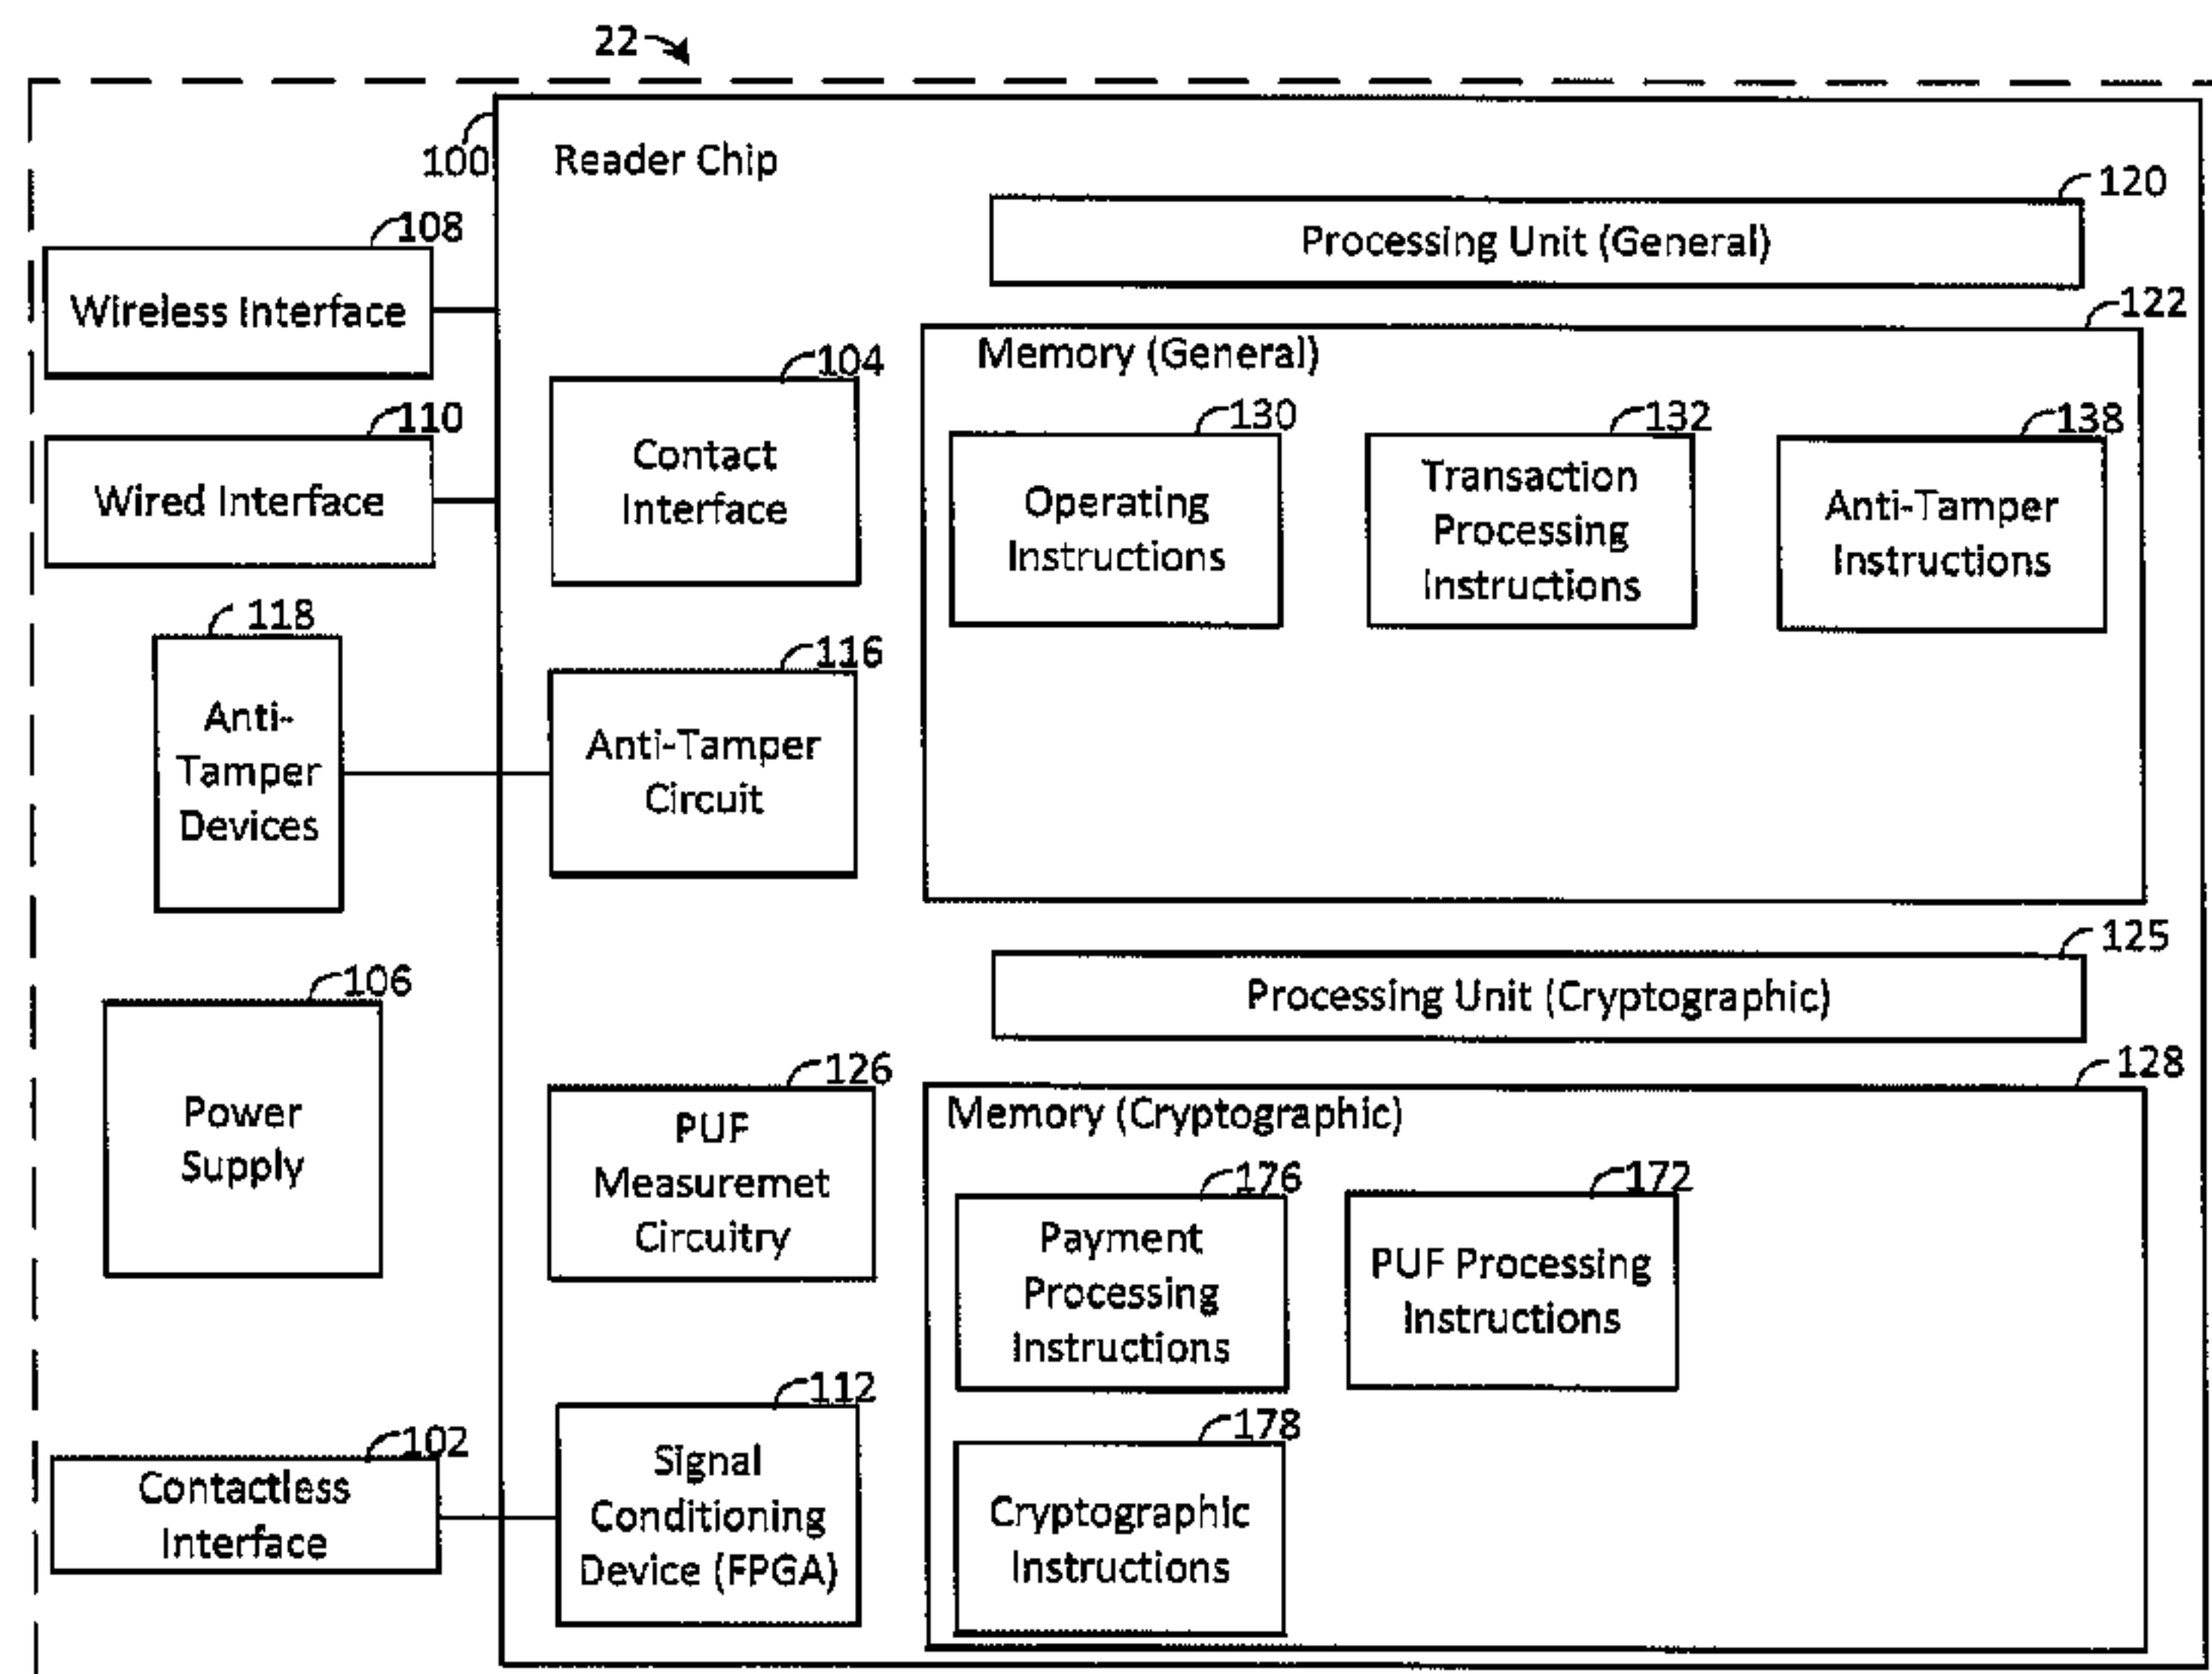 22
100
Reader Chip
120
Processing Unit (General)
108
Wireless Interface
122
Memory (General)
104
Contact
Interface
110
Wired Interface
130
Operating
Instructions
132
Transaction
Processing
Instructions
138
Anti-Tamper
Instructions
118
Anti-
Tamper
Devices
116
Anti-Tamper
Circuit
125
Processing Unit (Cryptographic)
106
Power
Supply
126
PUF
Measuremet
Circuitry
128
Memory (Cryptographic)
176
Payment
Processing
Instructions
172
PUF Processing
Instructions
102
Contactless
Interface
112
Signal
Conditioning
Device (FPGA)
178
Cryptographic
Instructions